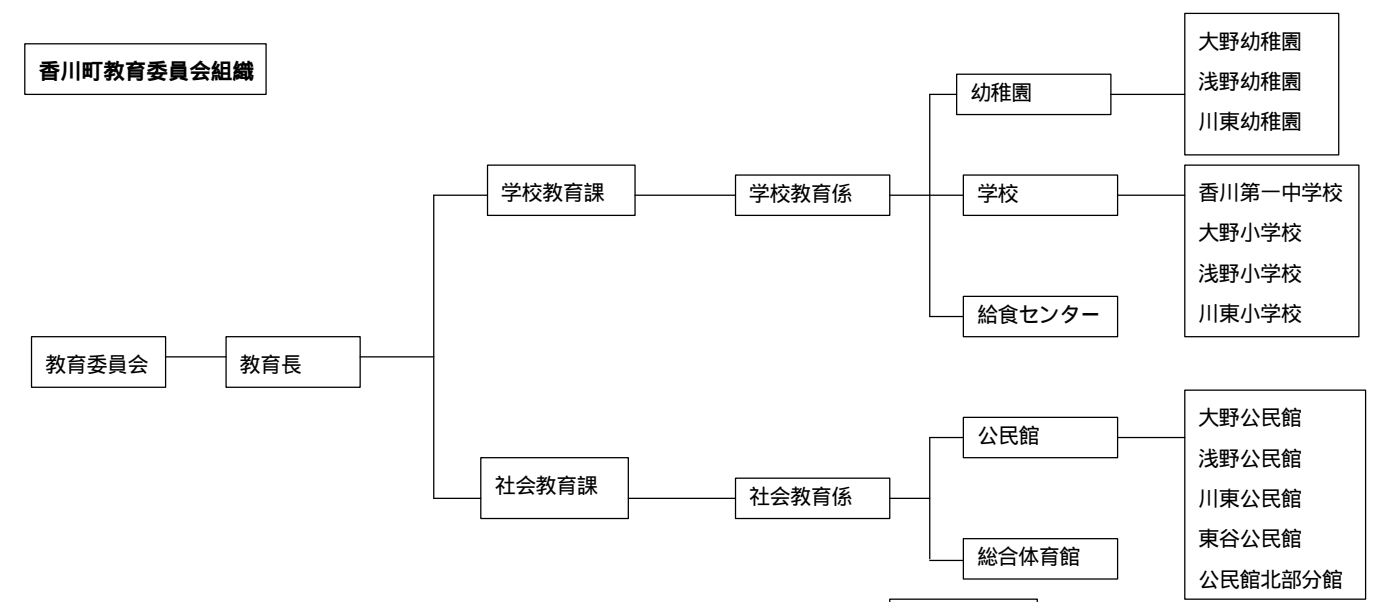 香川町教育委員会組織
教育委員会
教育長
学校教育課
学校教育係
幼稚園
大野幼稚園
浅野幼稚園
川東幼稚園
学校
香川第一中学校
大野小学校
浅野小学校
川東小学校
給食センター
社会教育課
社会教育係
公民館
大野公民館
浅野公民館
川東公民館
東谷公民館
公民館北部分館
総合体育館